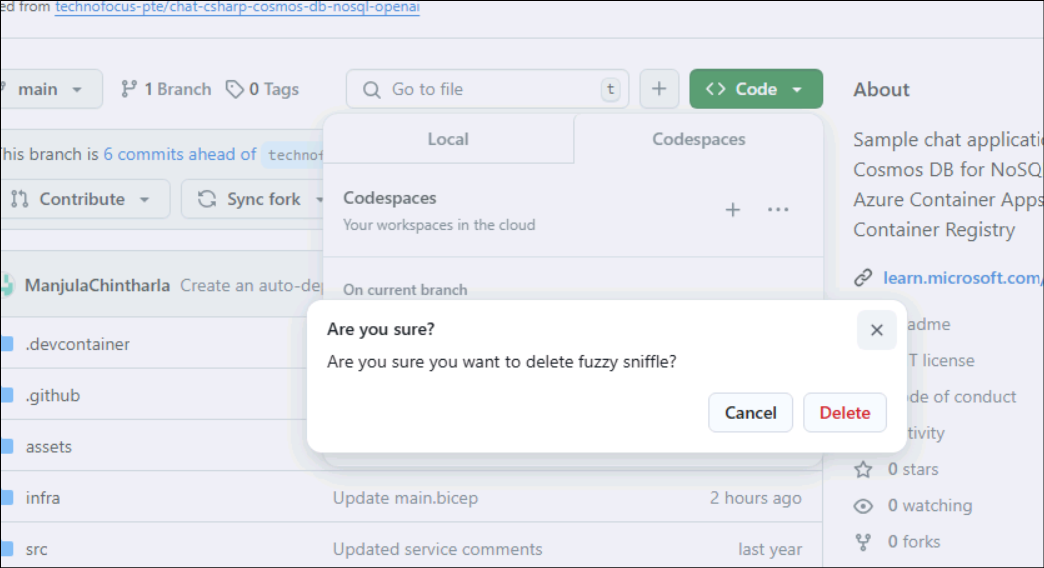 ed from technofocus-pte/chat-csharp-cosmos-db-nosql-openai
main
1 Branch
0 Tags
Go to file
t
Code
About
Local
Codespaces
Sample chat applicati
Cosmos DB for NoSQ
Azure Container Apps
Container Registry
his branch is 6 commits ahead of technof
Contribute
Sync fork
Codespaces
Your workspaces in the cloud
learn.microsoft.com/
ManjulaChintharla Create an auto-dep
On current branch
Are you sure?
Are you sure you want to delete fuzzy sniffle?
Cancel
Delete
adme
T license
de of conduct
tivity
0 stars
0 watching
0 forks
.devcontainer
.github
assets
infra Update main.bicep 2 hours ago
src Updated service comments last year